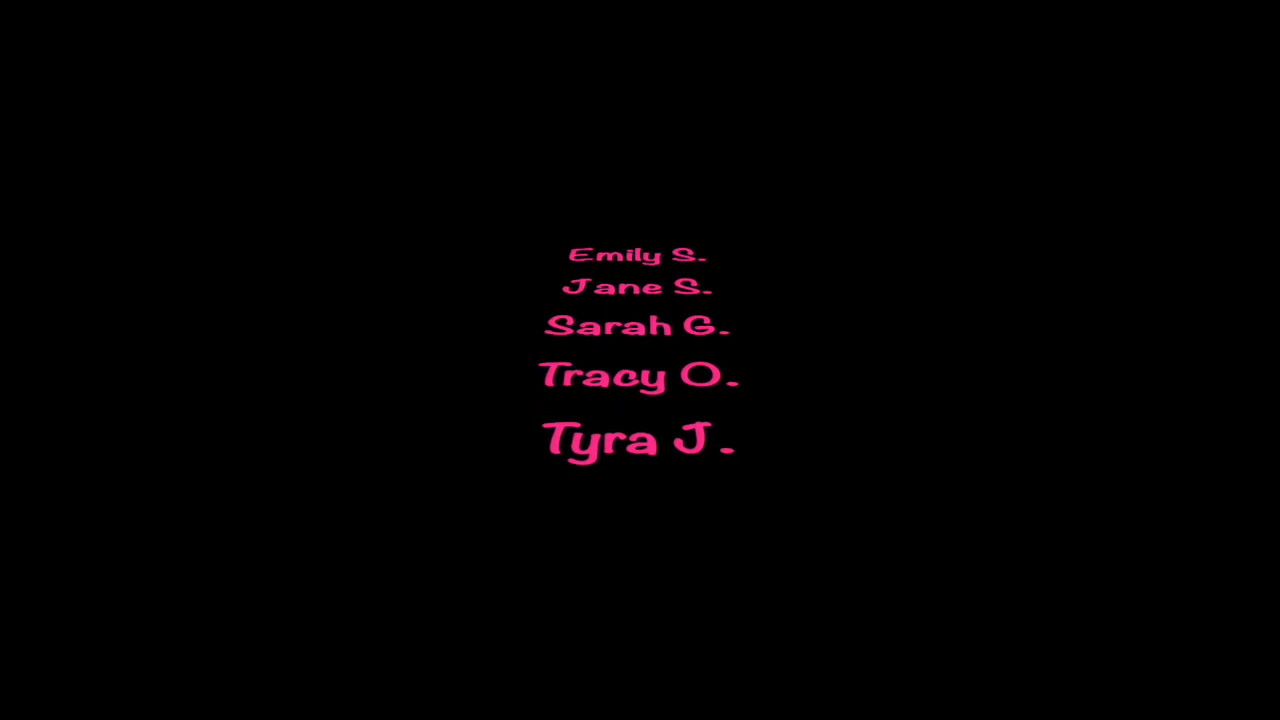 Emily S.
Jane S.
Sarah G.
Tracy O.
Tyra J.